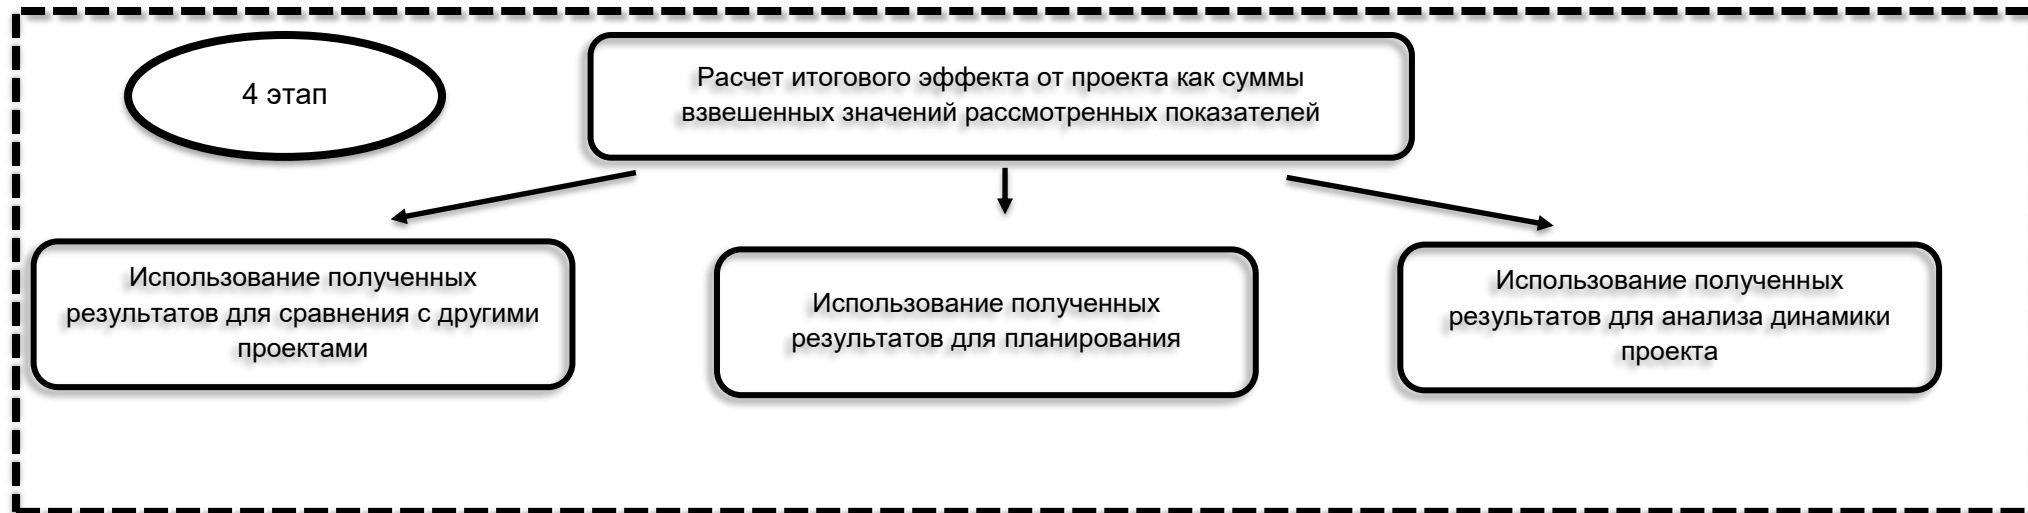 4 этап
Расчет итогового эффекта от проекта как суммы
взвешенных значений рассмотренных показателей
Использование полученных
результатов для сравнения с другими
проектами
Использование полученных
результатов для планирования
Использование полученных
результатов для анализа динамики
проекта